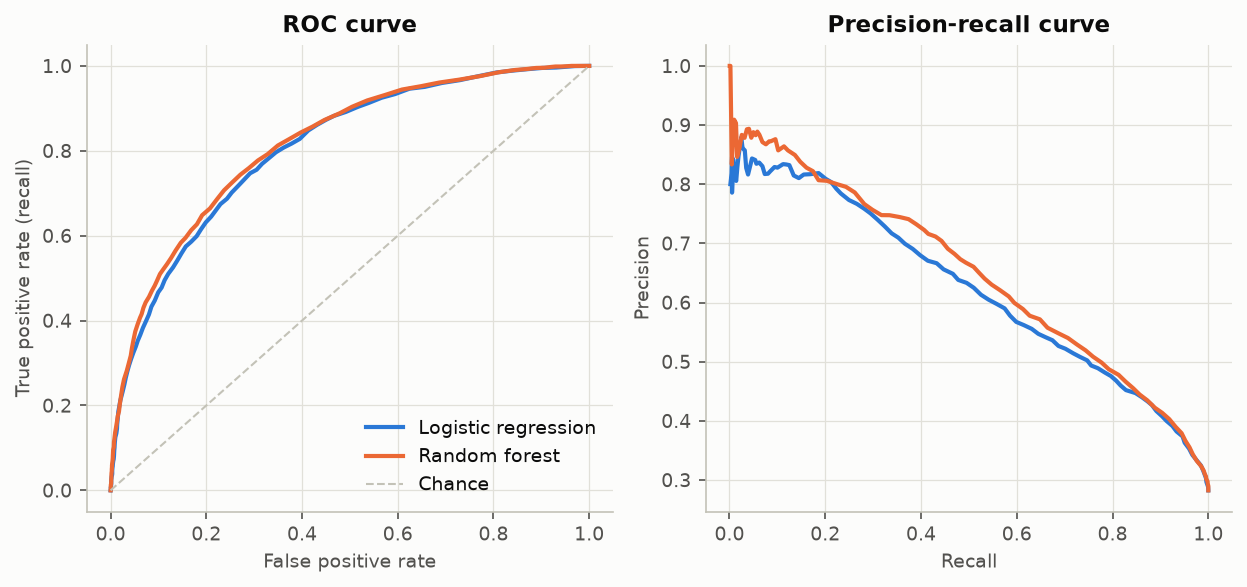 ROC curve
1.0
0.8
0.6
0.4
0.2
0.0
True positive rate (recall)
0.0 0.2 0.4 0.6 0.8 1.0
False positive rate
Logistic regression
Random forest
Chance
Precision-recall curve
1.0
0.9
0.8
0.7
0.6
0.5
0.4
0.3
Precision
0.0 0.2 0.4 0.6 0.8 1.0
Recall